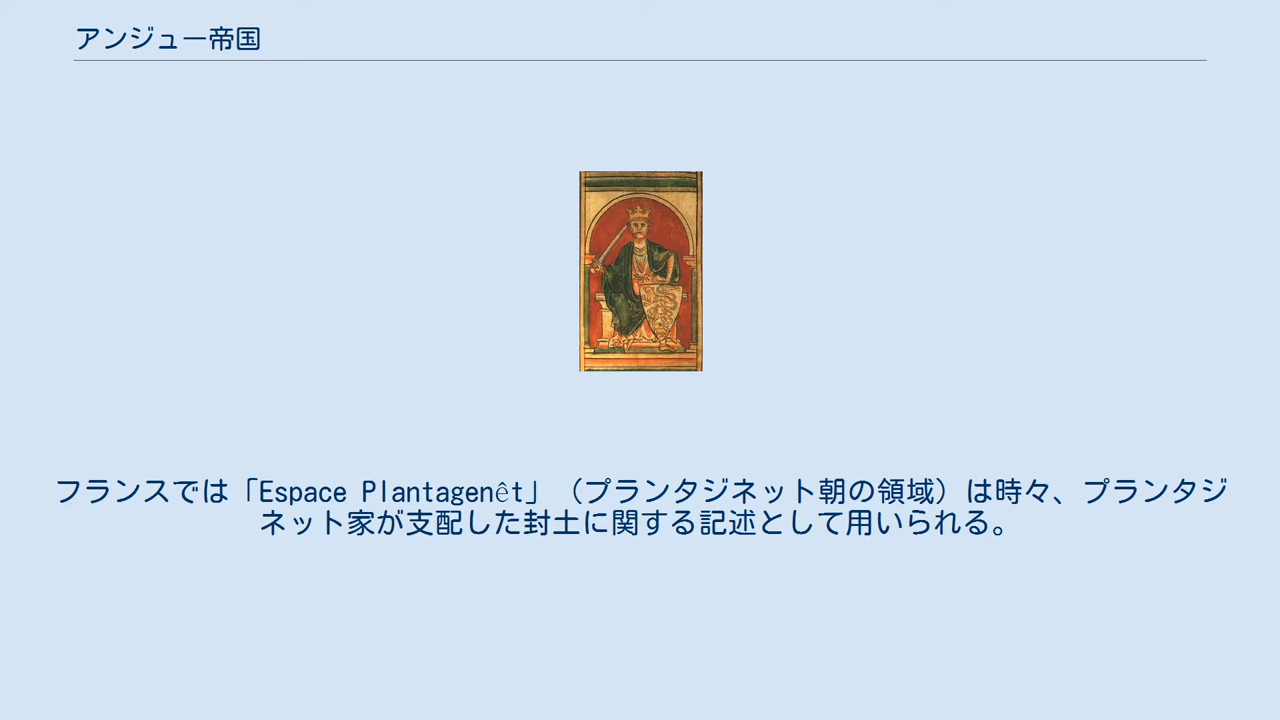 アンジュー帝国
フランスでは「Espace Plantagenêt」（プランタジネット朝の領域）は時々、プランタジ
ネット家が支配した封土に関する記述として用いられる。